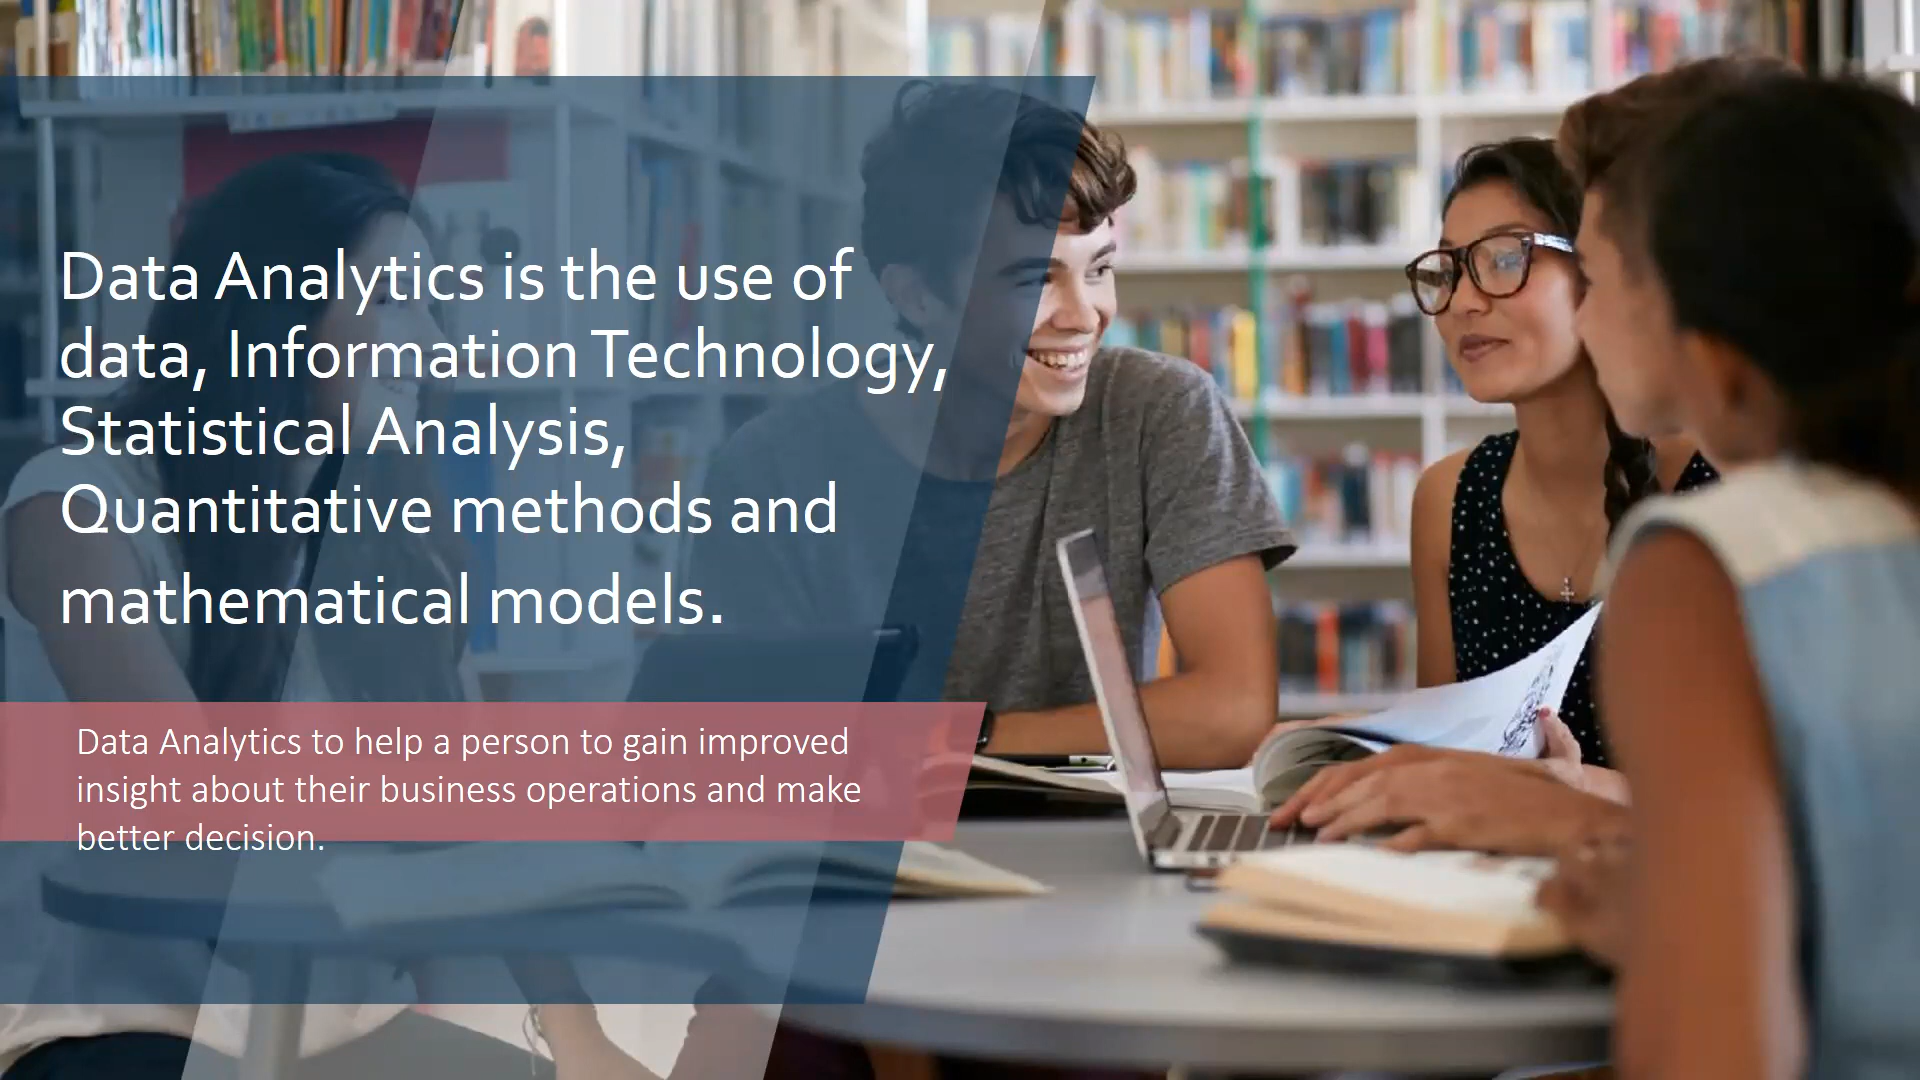 Data Analytics is the use of
data, Information Technology,
Statistical Analysis,
Quantitative methods and
mathematical models.
Data Analytics to help a person to gain improved
insight about their business operations and make
better decision.